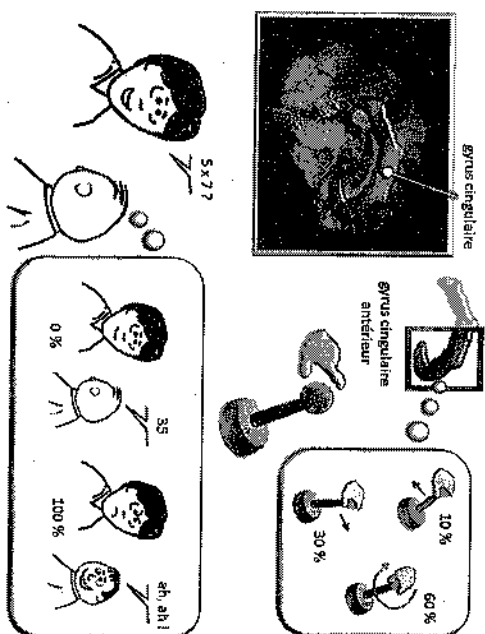 gyrus cingulaire
gyrus cingulaire
antérieur
10 %
30 %
60 %
5 x 7 ?
0 %
35
100 %
ah, ah !